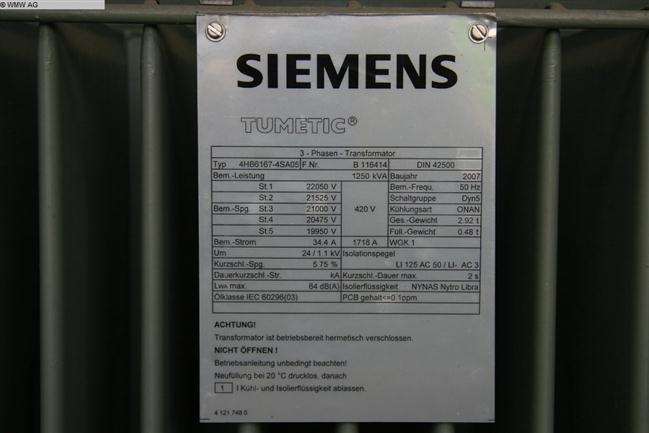 © WMW AG
SIEMENS
TUMETIC®
3 - Phasen - Transformator
Typ 4HB6167-4SA05 F.Nr. B 116414 DIN 42500
Bem.-Leistung 1250 kVA Baujahr 2007
St.1 22050 V Bem.-Frequ. 50 Hz
St.2 21525 V Schaltgruppe Dyn5
Bem.-Spg. St.3 21000 V 420 V Kühlungsart ONAN
St.4 20475 V Ges.-Gewicht 2.92 t
St.5 19950 V Füll.-Gewicht 0.48 t
Bem.-Strom 34.4 A 1718 A WGK 1
Um 24 / 1.1 kV Isolationspegel
Kurzschl.-Spg. 5.75 % LI 125 AC 50 / LI- AC 3
Dauerkurzschl.-Str. kA Kurzschl.-Dauer max. 2 s
LWA max. 64 dB(A) Isolierflüssigkeit NYNAS Nytro Libra
Ölklasse IEC 60296(03) PCB gehalt<=0.1ppm
ACHTUNG!
Transformator ist betriebsbereit hermetisch verschlossen.
NICHT ÖFFNEN !
Betriebsanleitung unbedingt beachten!
Neufüllung bei 20 °C drucklos, danach
1 l Kühl- und Isolierflüssigkeit ablassen.
4 121 748 0